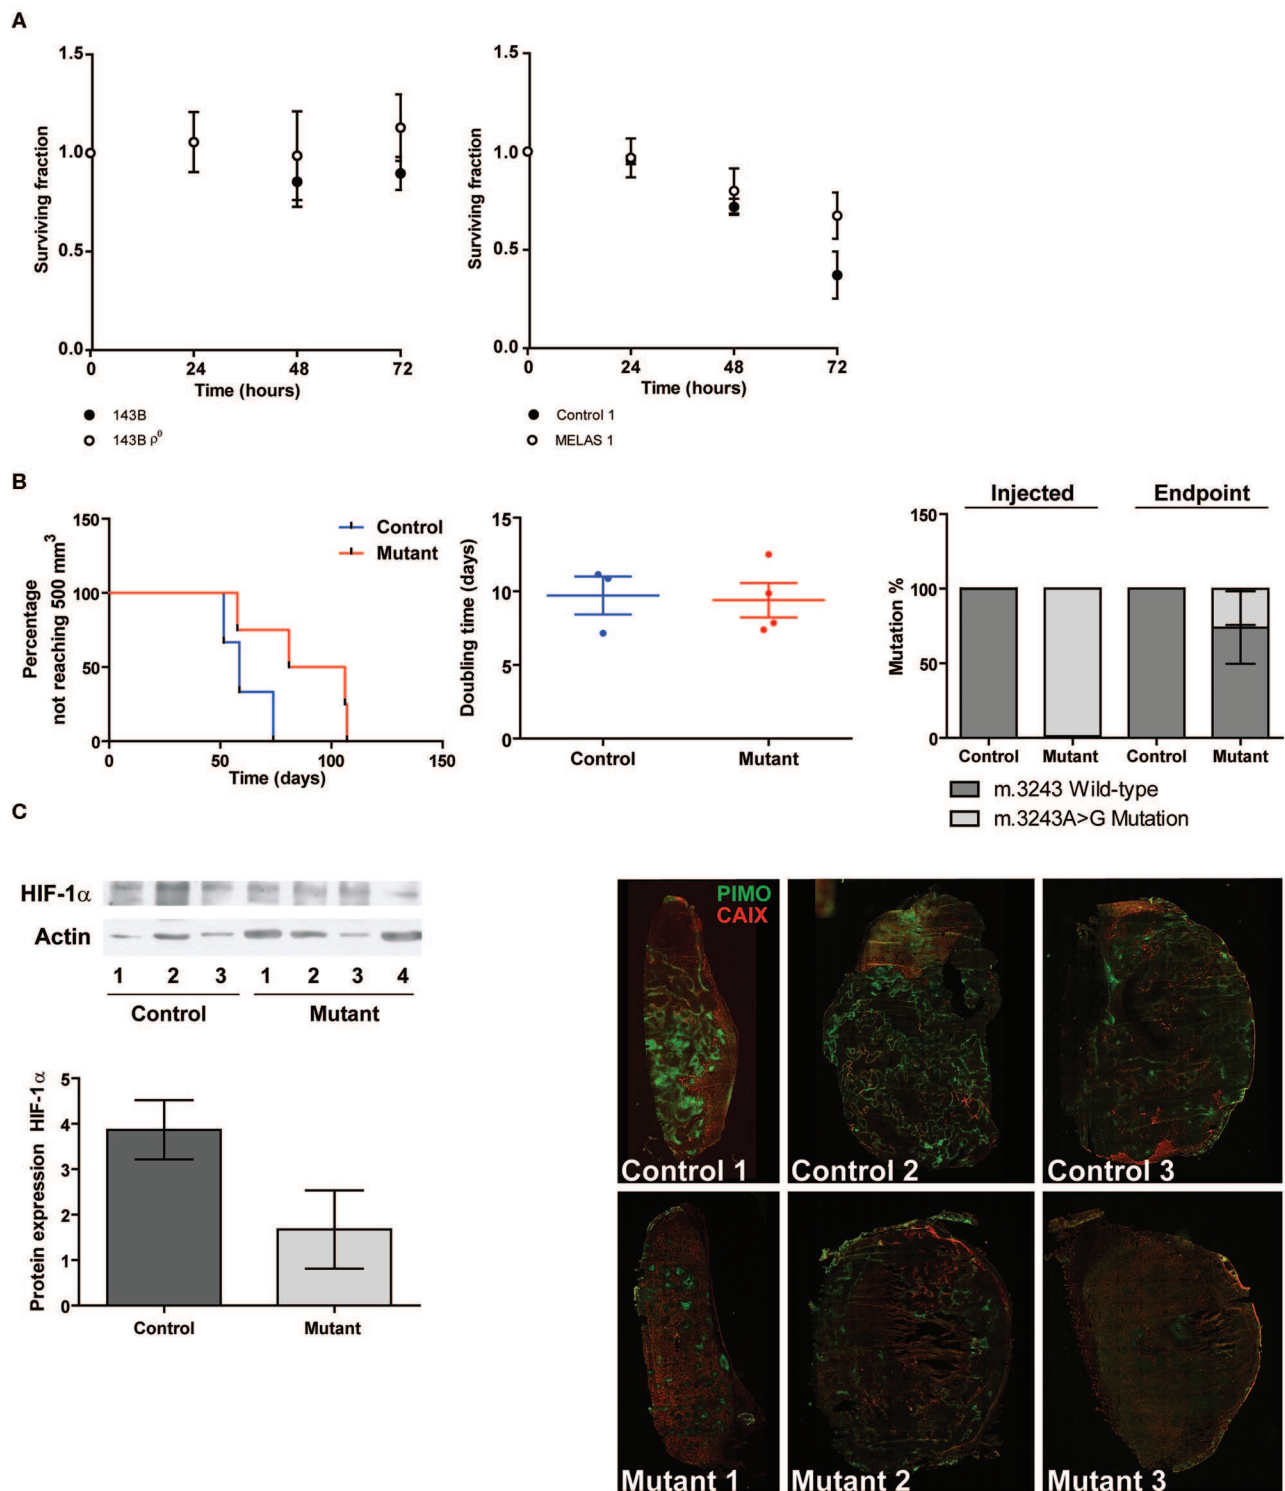 A
1.5
1.0
0.5
0.0
Surviving fraction
0 24 48 72
Time (hours)
143B
143B ρ⁰
1.5
1.0
0.5
0.0
Surviving fraction
0 24 48 72
Time (hours)
Control 1
MELAS 1
B
150
100
50
0
Percentage
not reaching 500 mm³
0 50 100 150
Time (days)
Control
Mutant
15
10
5
0
Doubling time (days)
Control Mutant
Injected Endpoint
150
100
50
0
Mutation %
Control Mutant Control Mutant
m.3243 Wild-type
m.3243A>G Mutation
C
HIF-1α
Actin
1 2 3 1 2 3 4
Control Mutant
5
4
3
2
1
0
Protein expression HIF-1α
Control Mutant
PIMO
CAIX
Control 1 Control 2 Control 3
Mutant 1 Mutant 2 Mutant 3